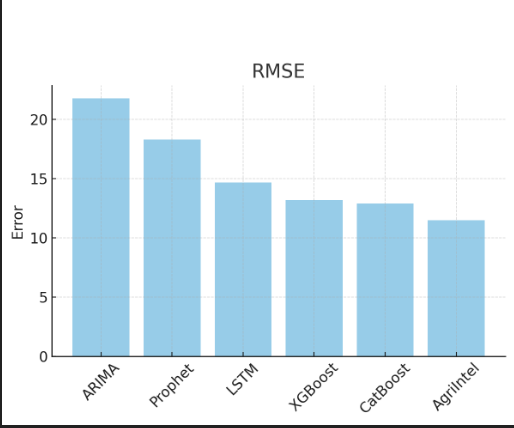 RMSE
20
15
10
5
0
Error
ARIMA
Prophet
LSTM
XGBoost
CatBoost
AgriIntel